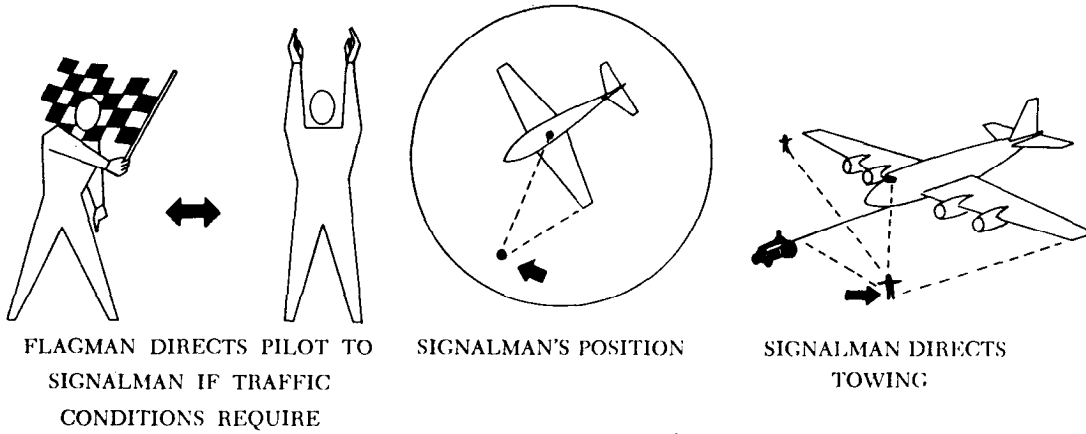 FLAGMAN DIRECTS PILOT TO
SIGNALMAN IF TRAFFIC
CONDITIONS REQUIRE
SIGNALMAN'S POSITION
SIGNALMAN DIRECTS
TOWING